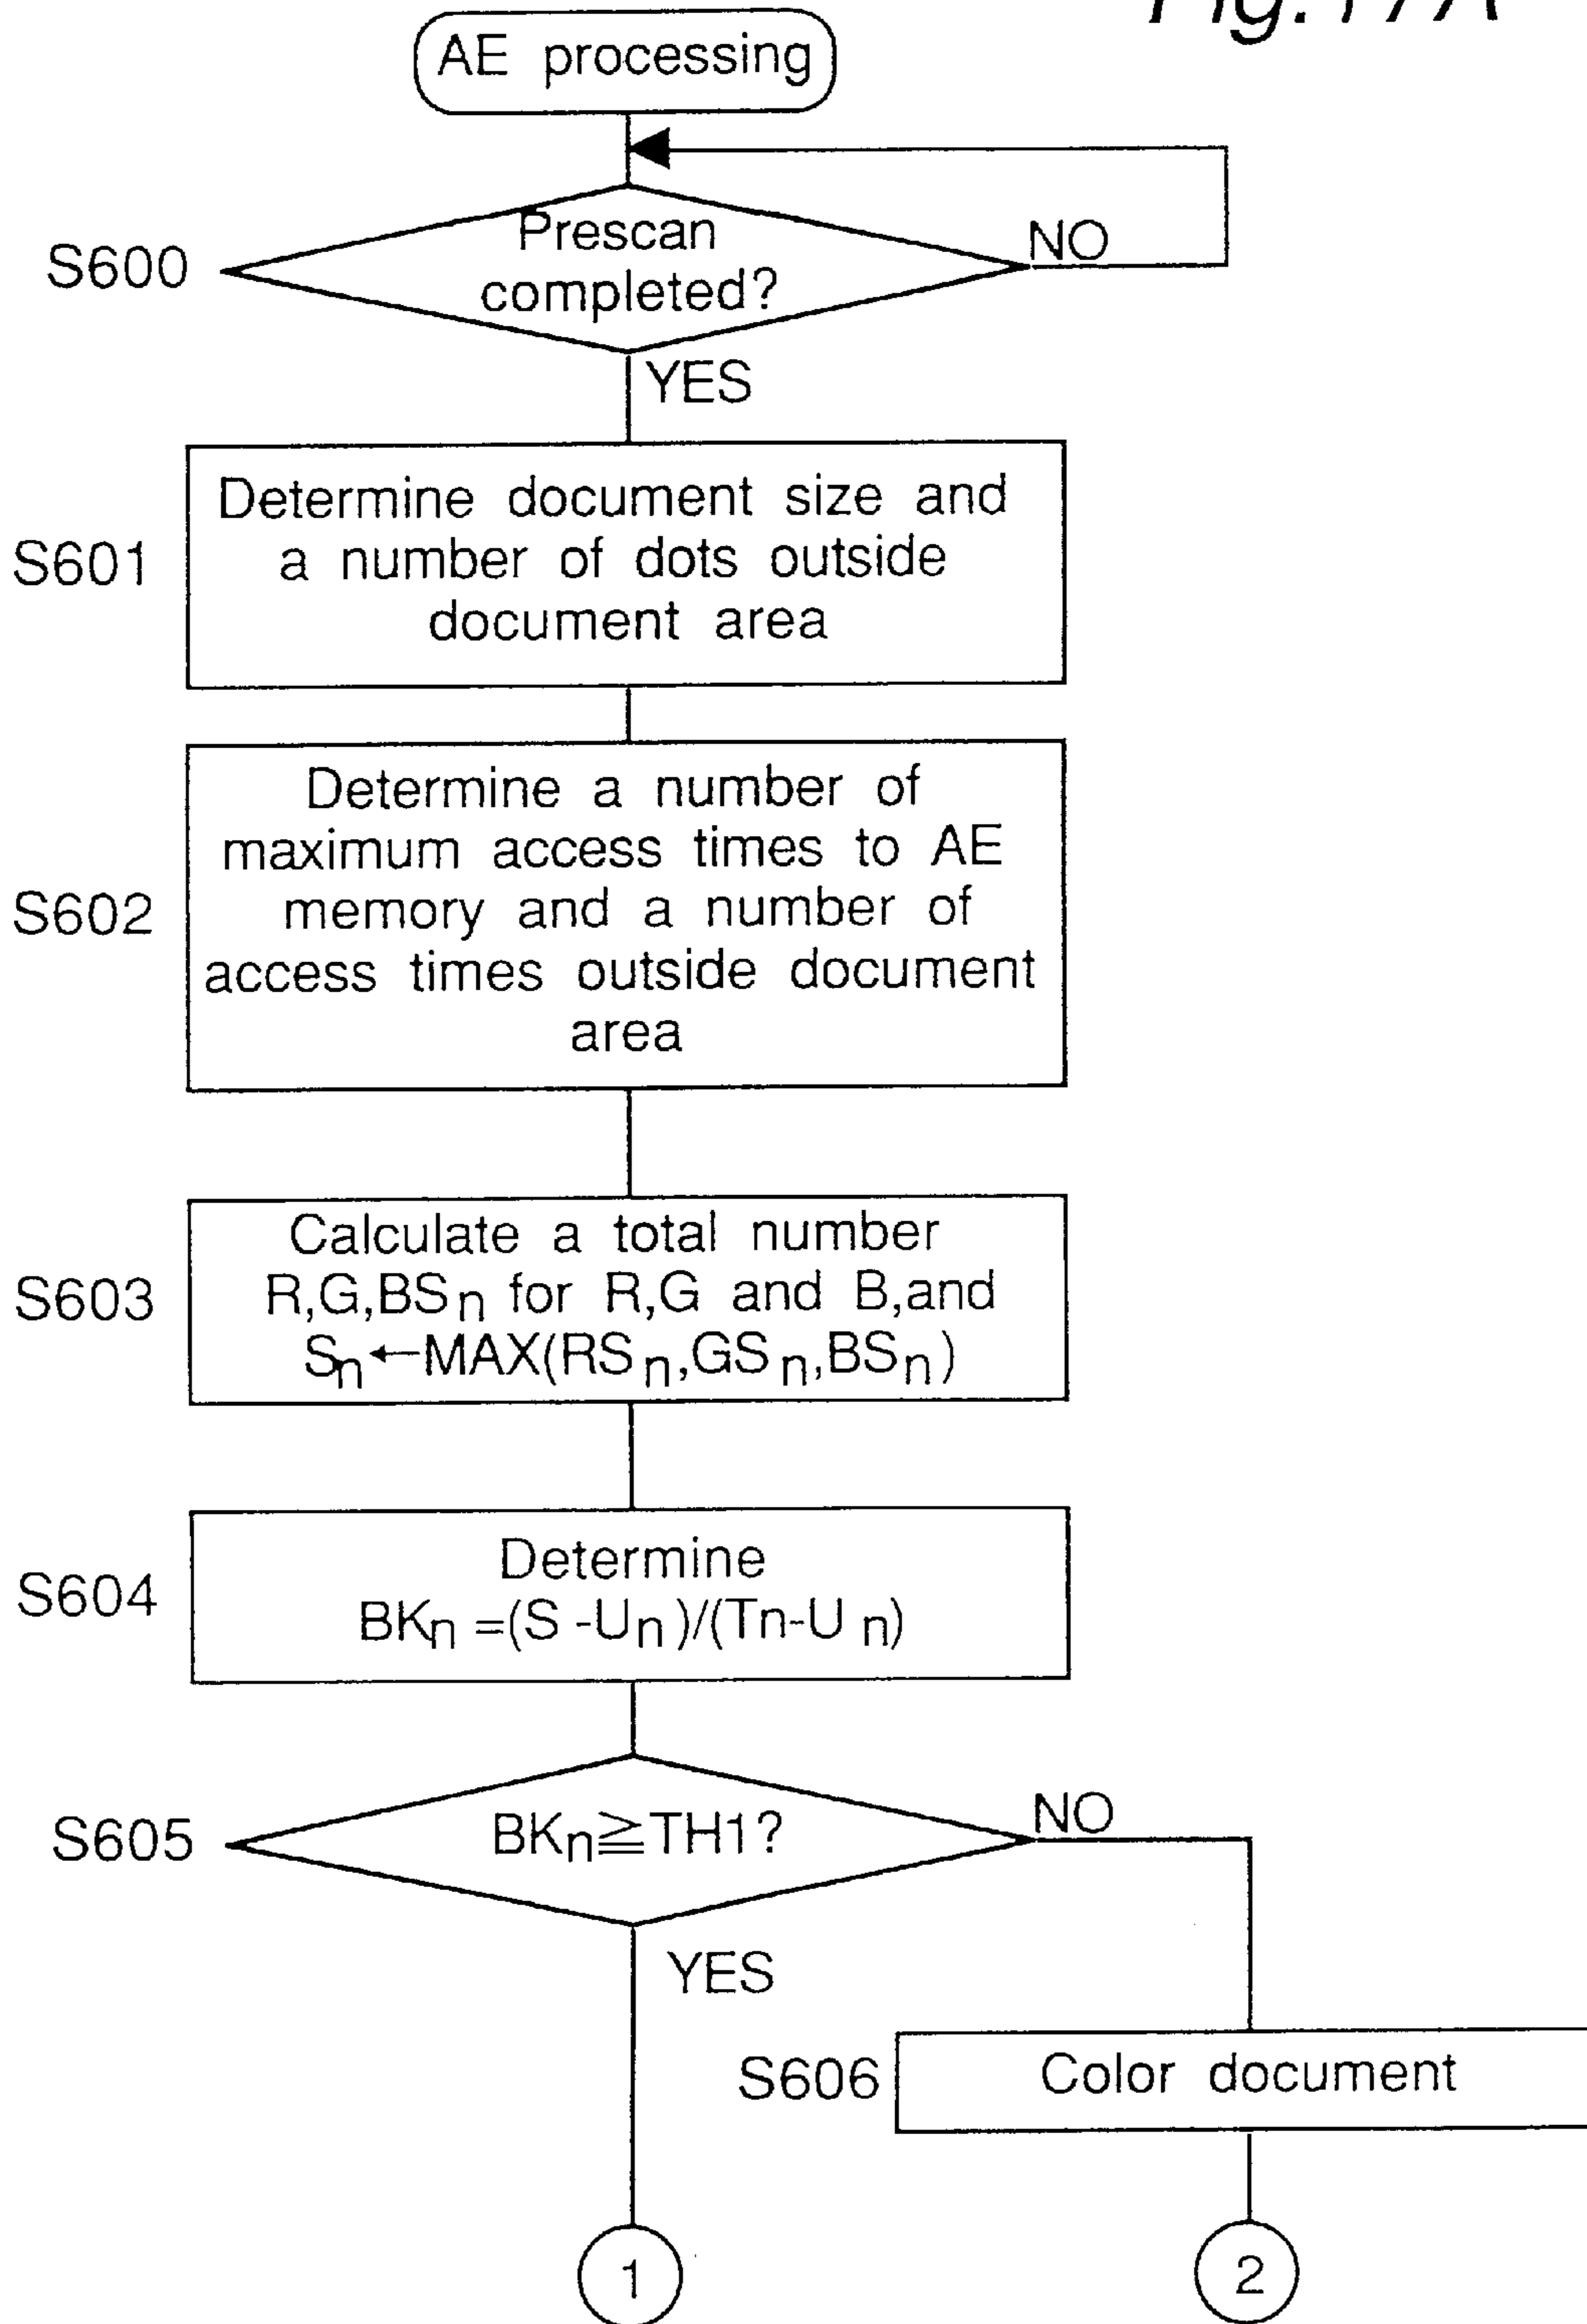 Fig.17A
AE processing
S600
Prescan
completed?
NO
YES
S601
Determine document size and
a number of dots outside
document area
S602
Determine a number of
maximum access times to AE
memory and a number of
access times outside document
area
S603
Calculate a total number
R,G,BSn for R,G and B,and
Sn←MAX(RSn,GSn,BSn)
S604
Determine
BKn =(S -Un)/(Tn-Un)
S605
BKn≧TH1?
NO
YES
S606
Color document
1
2